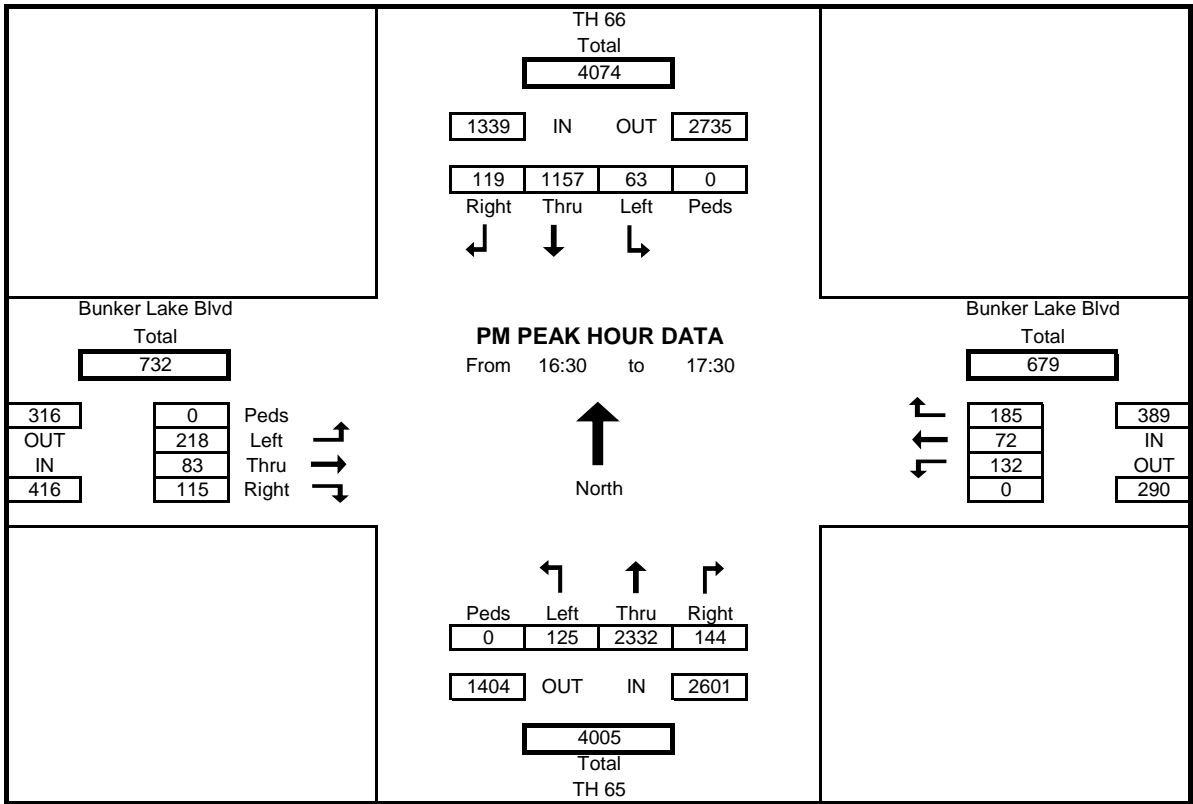 TH 66
Total
4074
1339 IN OUT 2735
119 1157 63 0
Right Thru Left Peds
Bunker Lake Blvd
Total
732
316
OUT
IN
416
0 Peds
218 Left
83 Thru
115 Right
PM PEAK HOUR DATA
From 16:30 to 17:30
North
Bunker Lake Blvd
Total
679
185
72
132
0
389
IN
OUT
290
Peds Left Thru Right
0 125 2332 144
1404 OUT IN 2601
4005
Total
TH 65